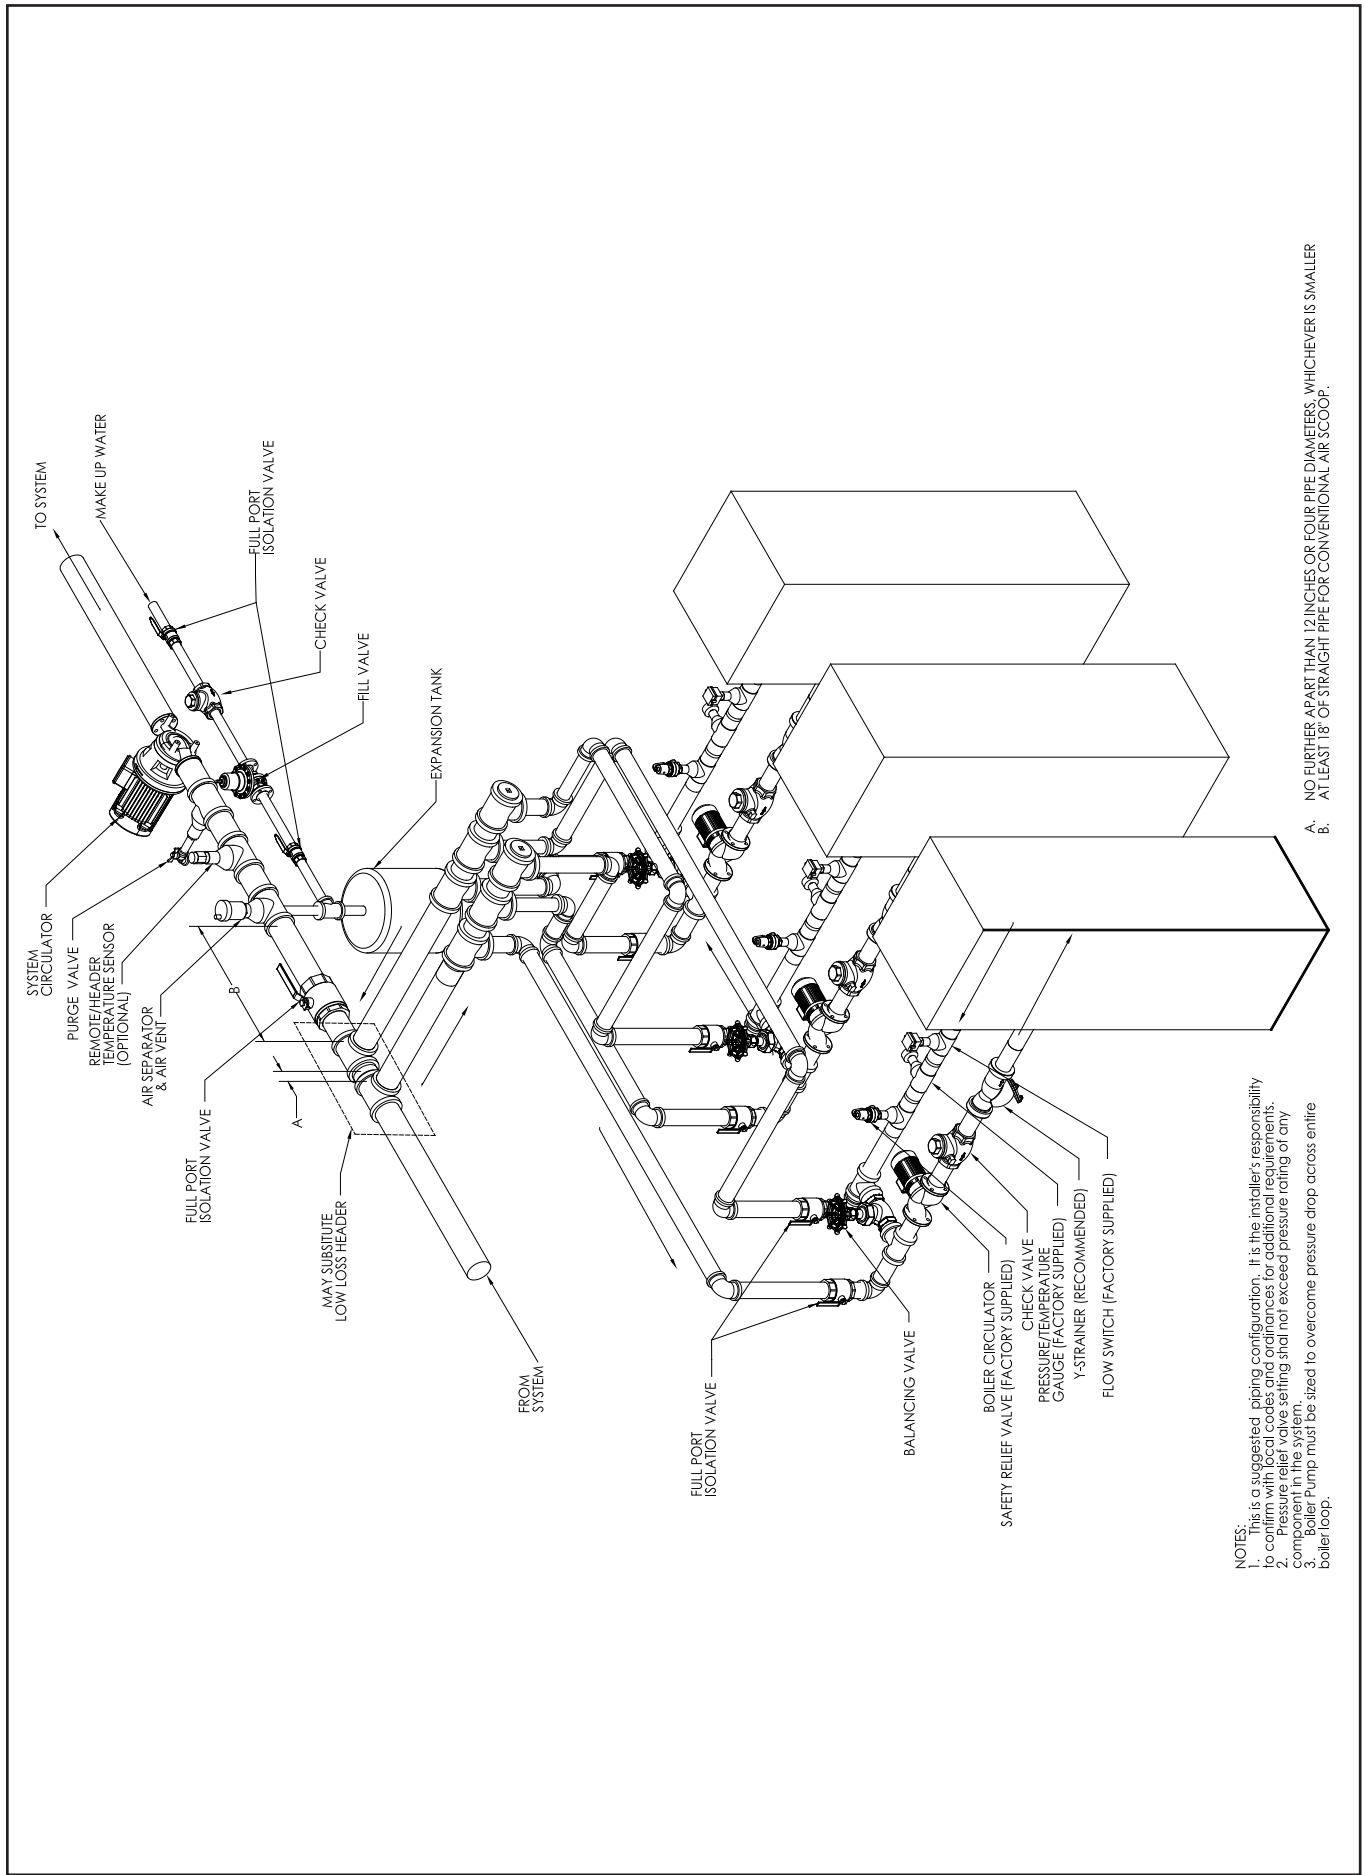 SYSTEM
CIRCULATOR
PURGE VALVE
REMOTE/HEADER
TEMPERATURE SENSOR
(OPTIONAL)
AIR SEPARATOR
& AIR VENT
FULL PORT
ISOLATION VALVE
MAY SUBSTITUTE
LOW LOSS HEADER
FROM
SYSTEM
A
B
TO SYSTEM
MAKE UP WATER
FULL PORT
ISOLATION VALVE
CHECK VALVE
FILL VALVE
EXPANSION TANK
FULL PORT
ISOLATION VALVE
BALANCING VALVE
BOILER CIRCULATOR
SAFETY RELIEF VALVE (FACTORY SUPPLIED)
CHECK VALVE
PRESSURE/TEMPERATURE
GAUGE (FACTORY SUPPLIED)
Y-STRAINER (RECOMMENDED)
FLOW SWITCH (FACTORY SUPPLIED)
NOTES:
1. This is a suggested piping configuration. It is the installer's responsibility
to confirm with local codes and ordinances for additional requirements.
2. Pressure relief valve setting shal not exceed pressure rating of any
component in the system.
3. Boiler Pump must be sized to overcome pressure drop across entire
boiler loop.
A. NO FURTHER APART THAN 12 INCHES OR FOUR PIPE DIAMETERS, WHICHEVER IS SMALLER
B. AT LEAST 18" OF STRAIGHT PIPE FOR CONVENTIONAL AIR SCOOP.